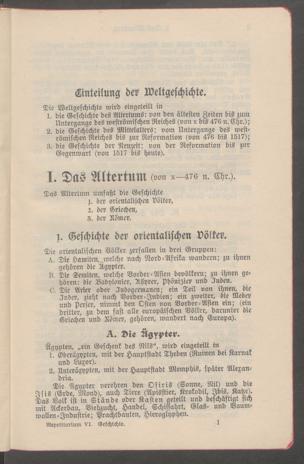 Einteilung der Weltgeschichte.
Die Weltgeschichte wird eingeteilt in
1. die Geschichte des Altertums: von den ältesten Zeiten bis zum
Untergange des weströmischen Reiches (von x bis 476 n. Chr.);
2. die Geschichte des Mittelalters: vom Untergange des west-
römischen Reiches bis zur Reformation (von 476 bis 1517);
3. die Geschichte der Neuzeit: von der Reformation bis zur
Gegenwart (von 1517 bis heute).
I. Das Altertum (von x—476 n. Chr.).
Das Altertum umfaßt die Geschichte
1. der orientalischen Völker,
2. der Griechen,
3. der Römer.
1. Geschichte der orientalischen Völker.
Die orientalischen Völker zerfallen in drei Gruppen:
A. Die Hamiten, welche nach Nord-Afrika wandern; zu ihnen
gehören die Ägypter.
B. Die Semiten, welche Vorder-Asien bevölkern; zu ihnen ge-
hören: die Babylonier, Assyrer, Phönizier und Juden.
C. Die Arier oder Indogermanen; ein Teil von ihnen, die
Inder, zieht nach Vorder-Indien; ein zweiter, die Meder
und Perser, nimmt den Osten von Vorder-Asien ein; (ein
dritter, zu dem fast alle europäischen Völker, darunter die
Griechen und Römer, gehören, wandert nach Europa).
A. Die Ägypter.
Ägypten, „ein Geschenk des Nils“, wird eingeteilt in
1. Oberägypten, mit der Hauptstadt Theben (Ruinen bei Karnak
und Luxor).
2. Unterägypten, mit der Hauptstadt Memphis, später Alexan-
dria.
Die Ägypter verehren den Osiris (Sonne, Nil) und die
Isis (Erde, Mond), auch Tiere (Apisstier, Krokodil, Ibis, Katze).
Das Volk ist in Stände oder Kasten geteilt und beschäftigt sich
mit Ackerbau, Viehzucht, Handel, Schiffahrt, Glas- und Baum-
wollen-Industrie; Prachtbauten, Hieroglyphen.
Repetitorium VI. Geschichte. 1